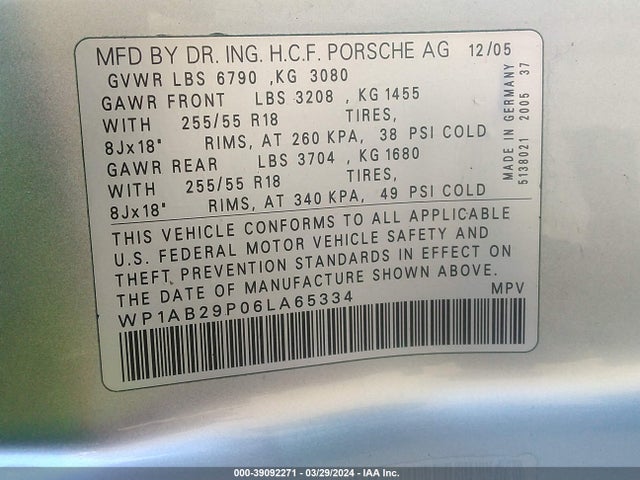 MFD BY DR. ING. H.C.F. PORSCHE AG 12/05
GVWR LBS 6790 ,KG 3080
GAWR FRONT LBS 3208 , KG 1455
WITH 255/55 R18 TIRES,
8Jx18" RIMS, AT 260 KPA, 38 PSI COLD
GAWR REAR LBS 3704 , KG 1680
WITH 255/55 R18 TIRES,
8Jx18" RIMS, AT 340 KPA, 49 PSI COLD
MADE IN GERMANY
5138021 2005 37
THIS VEHICLE CONFORMS TO ALL APPLICABLE
U.S. FEDERAL MOTOR VEHICLE SAFETY AND
THEFT PREVENTION STANDARDS IN EFFECT ON
THE DATE OF MANUFACTURE SHOWN ABOVE.
WP1AB29P06LA65334 MPV
000-39092271 - 03/29/2024 - IAA Inc.